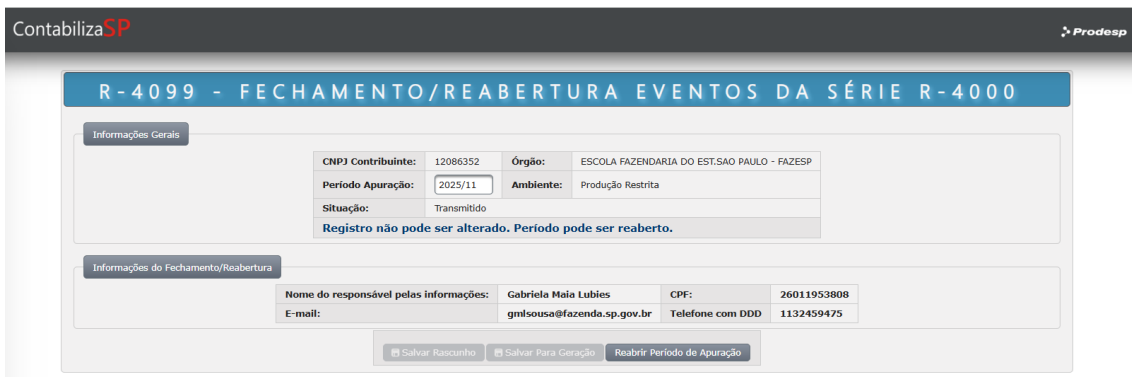 ContabilizaSP
Prodesp
R-4099 - FECHAMENTO/REABERTURA EVENTOS DA SÉRIE R-4000
Informações Gerais
CNPJ Contribuinte: 12086352 Órgão: ESCOLA FAZENDARIA DO EST.SAO PAULO - FAZESP
Período Apuração: 2025/11 Ambiente: Produção Restrita
Situação: Transmitido
Registro não pode ser alterado. Período pode ser reaberto.
Informações do Fechamento/Reabertura
Nome do responsável pelas informações: Gabriela Maia Lubies CPF: 26011953808
E-mail: gmlsousa@fazenda.sp.gov.br Telefone com DDD 1132459475
Salvar Rascunho Salvar Para Geração Reabrir Período de Apuração